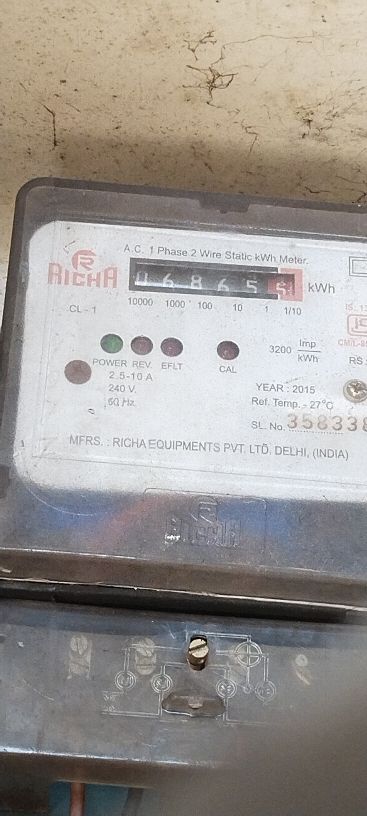 A.C. 1 Phase 2 Wire Static kWh Meter.
RICHA
6 8 6 5 kWh
10000 1000 100 10 1 1/10
CL - 1
3200 Imp/kWh
POWER REV. EFLT CAL
RS.
2.5-10 A
240 V.
50 Hz.
YEAR : 2015
Ref. Temp. - 27°C
SL. No. 358338
MFRS. : RICHA EQUIPMENTS PVT. LTD. DELHI, (INDIA)
RICHA